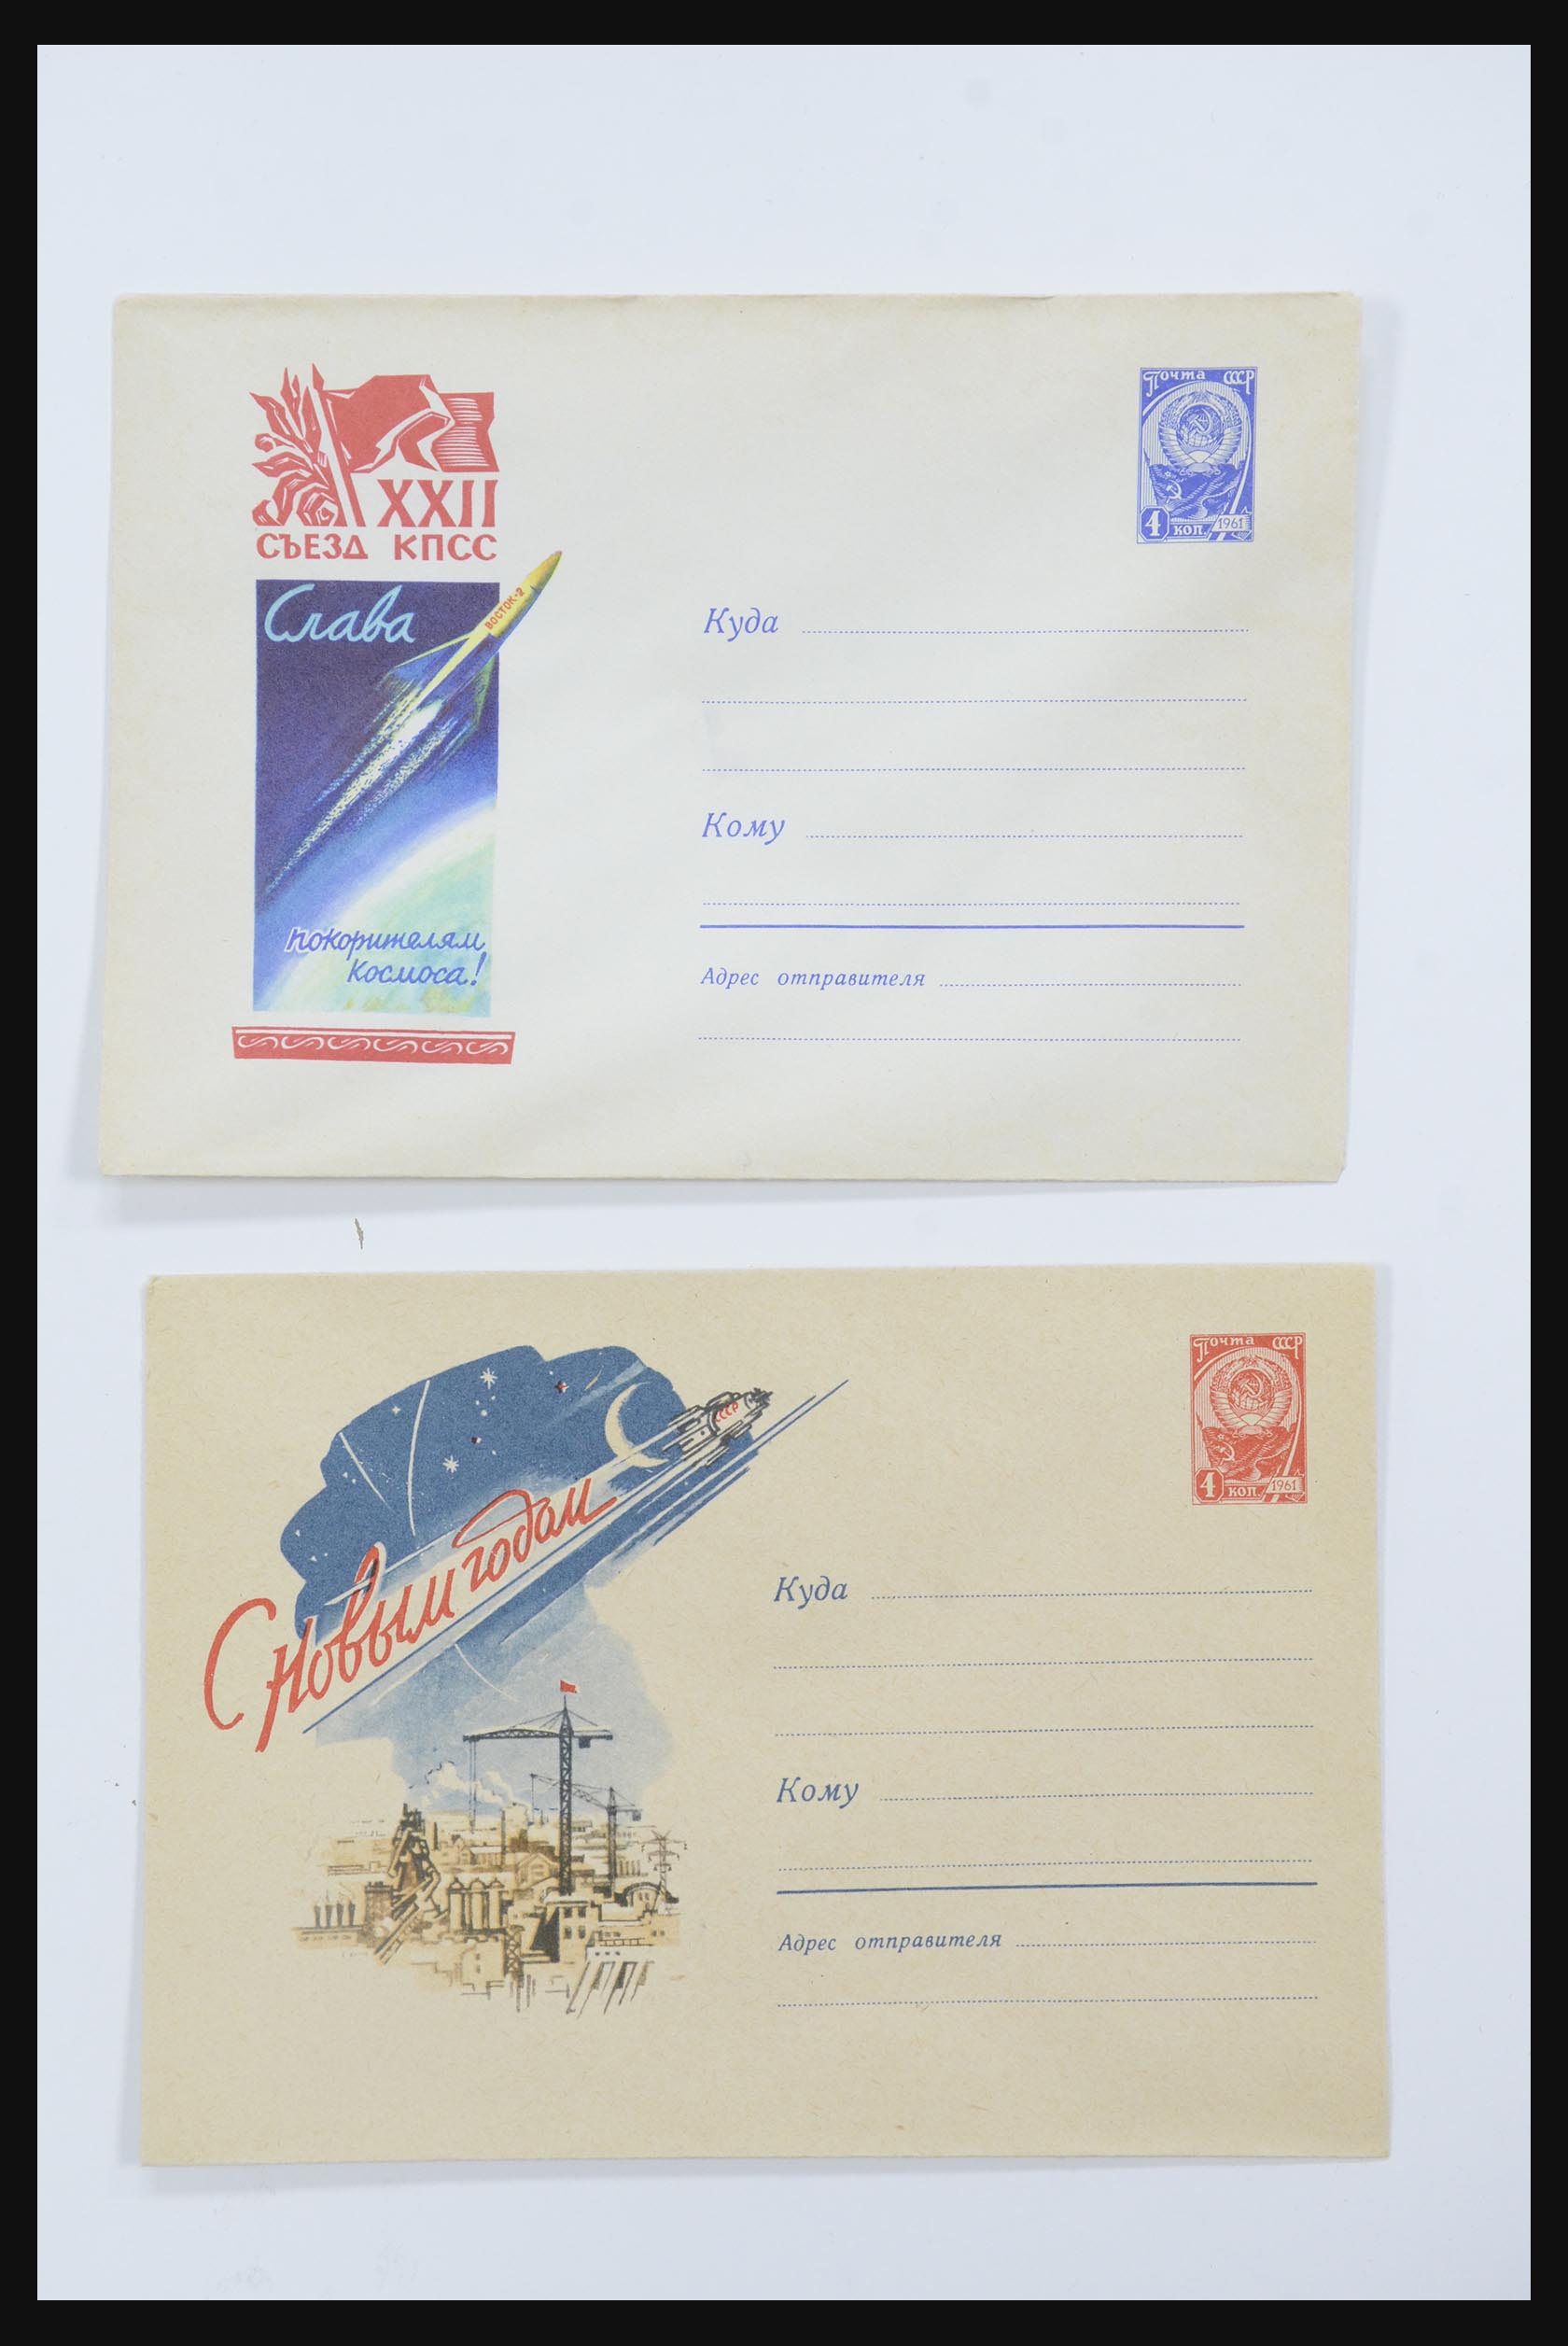 XXII
СЪЕЗД КПСС
Слава
ВОСТОК-2
покорителям
космоса!
Почта СССР
4 коп. 1961
Куда
Кому
Адрес отправителя
СССР
С Новым годом
Почта СССР
4 коп. 1961
Куда
Кому
Адрес отправителя